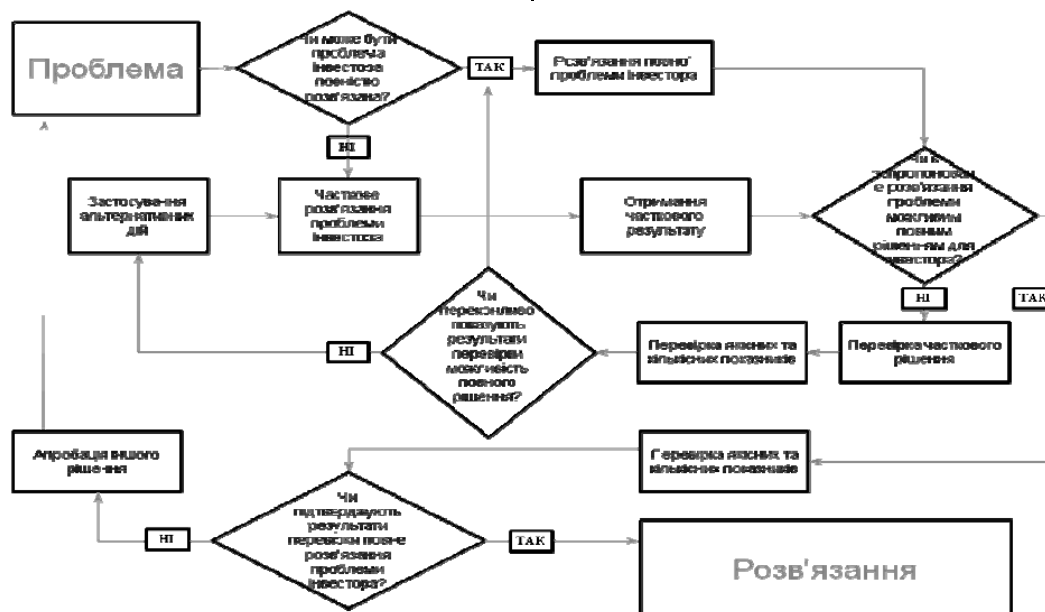 Проблема
Чи може бути
проблема
інвестора
повністю
розв'язана?
ТАК
Розв'язання повної
проблеми інвестора
НІ
Застосування
альтернативних
дій
Часткове
розв'язання
проблеми
інвестора
Отримання
часткового
результату
Чи є
запропонован
е розв'язання
проблеми
можливим
повним
рішенням для
інвестора?
НІ
ТАК
Чи
переконливо
показують
результати
перевірки
можливість
повного
рішення?
НІ
Перевірка якісних та
кількісних показників
Перевірка часткового
рішення
Апробація іншого
рішення
Перевірка якісних та
кількісних показників
Чи
підтверджують
результати
перевірки повне
розв'язання
проблеми
інвестора?
НІ
ТАК
Розв'язання